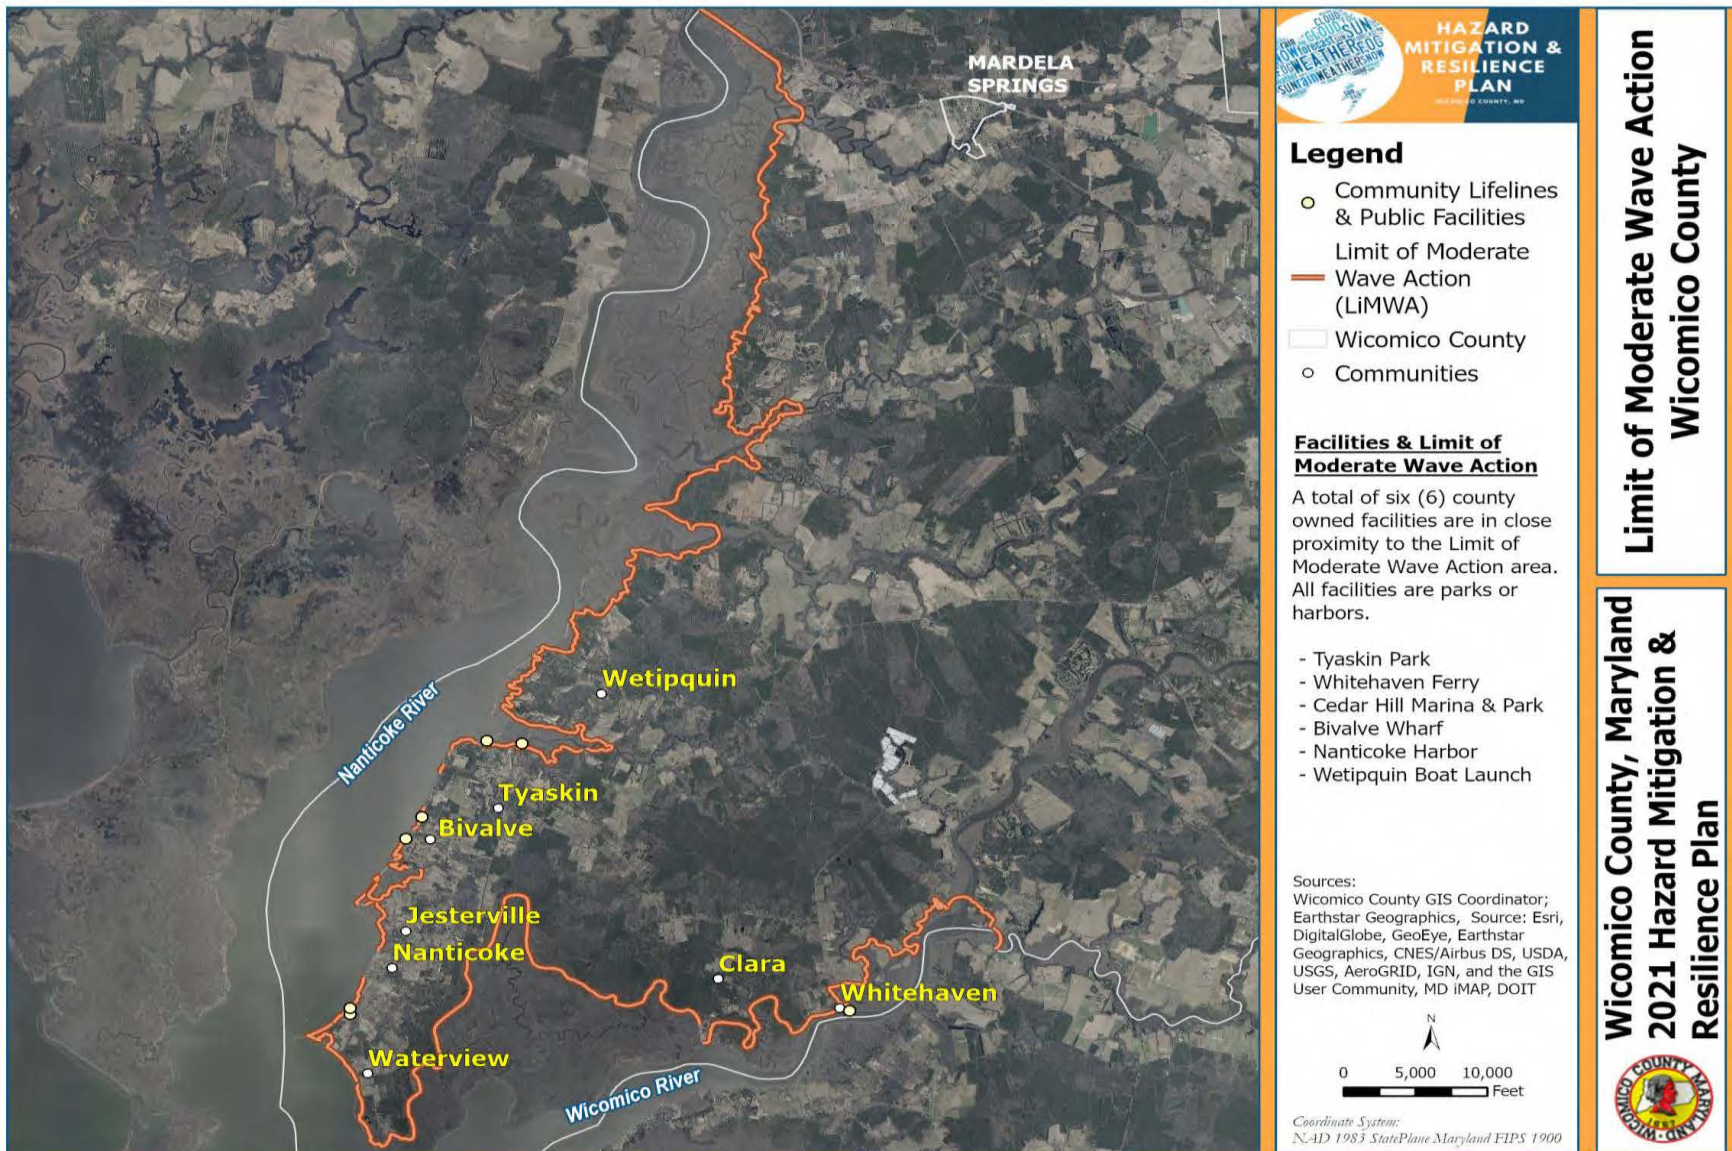 MARDELA
SPRINGS
Wetipquin
Nanticoke River
Tyaskin
Bivalve
Jesterville
Nanticoke
Clara
Whitehaven
Waterview
Wicomico River
HAZARD
MITIGATION &
RESILIENCE
PLAN
WICOMICO COUNTY, MD
Legend
Community Lifelines
& Public Facilities
Limit of Moderate
Wave Action
(LiMWA)
Wicomico County
Communities
Facilities & Limit of
Moderate Wave Action
A total of six (6) county
owned facilities are in close
proximity to the Limit of
Moderate Wave Action area.
All facilities are parks or
harbors.
- Tyaskin Park
- Whitehaven Ferry
- Cedar Hill Marina & Park
- Bivalve Wharf
- Nanticoke Harbor
- Wetipquin Boat Launch
Sources:
Wicomico County GIS Coordinator;
Earthstar Geographics, Source: Esri,
DigitalGlobe, GeoEye, Earthstar
Geographics, CNES/Airbus DS, USDA,
USGS, AeroGRID, IGN, and the GIS
User Community, MD iMAP, DOIT
N
0 5,000 10,000
Feet
Coordinate System:
NAD 1983 StatePlane Maryland FIPS 1900
Limit of Moderate Wave Action
Wicomico County
Wicomico County, Maryland
2021 Hazard Mitigation &
Resilience Plan
WICOMICO COUNTY MARYLAND
1867